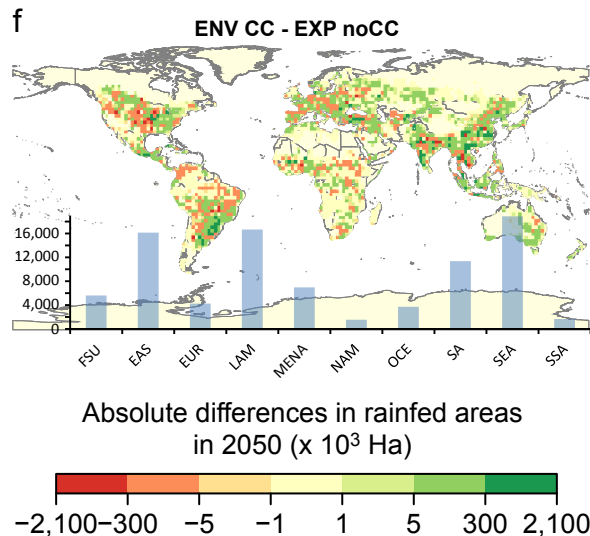 f
ENV CC - EXP noCC
16,000
12,000
8,000
4,000
0
FSU EAS EUR LAM MENA NAM OCE SA SEA SSA
Absolute differences in rainfed areas
in 2050 (x 10³ Ha)
−2,100 −300 −5 −1 1 5 300 2,100